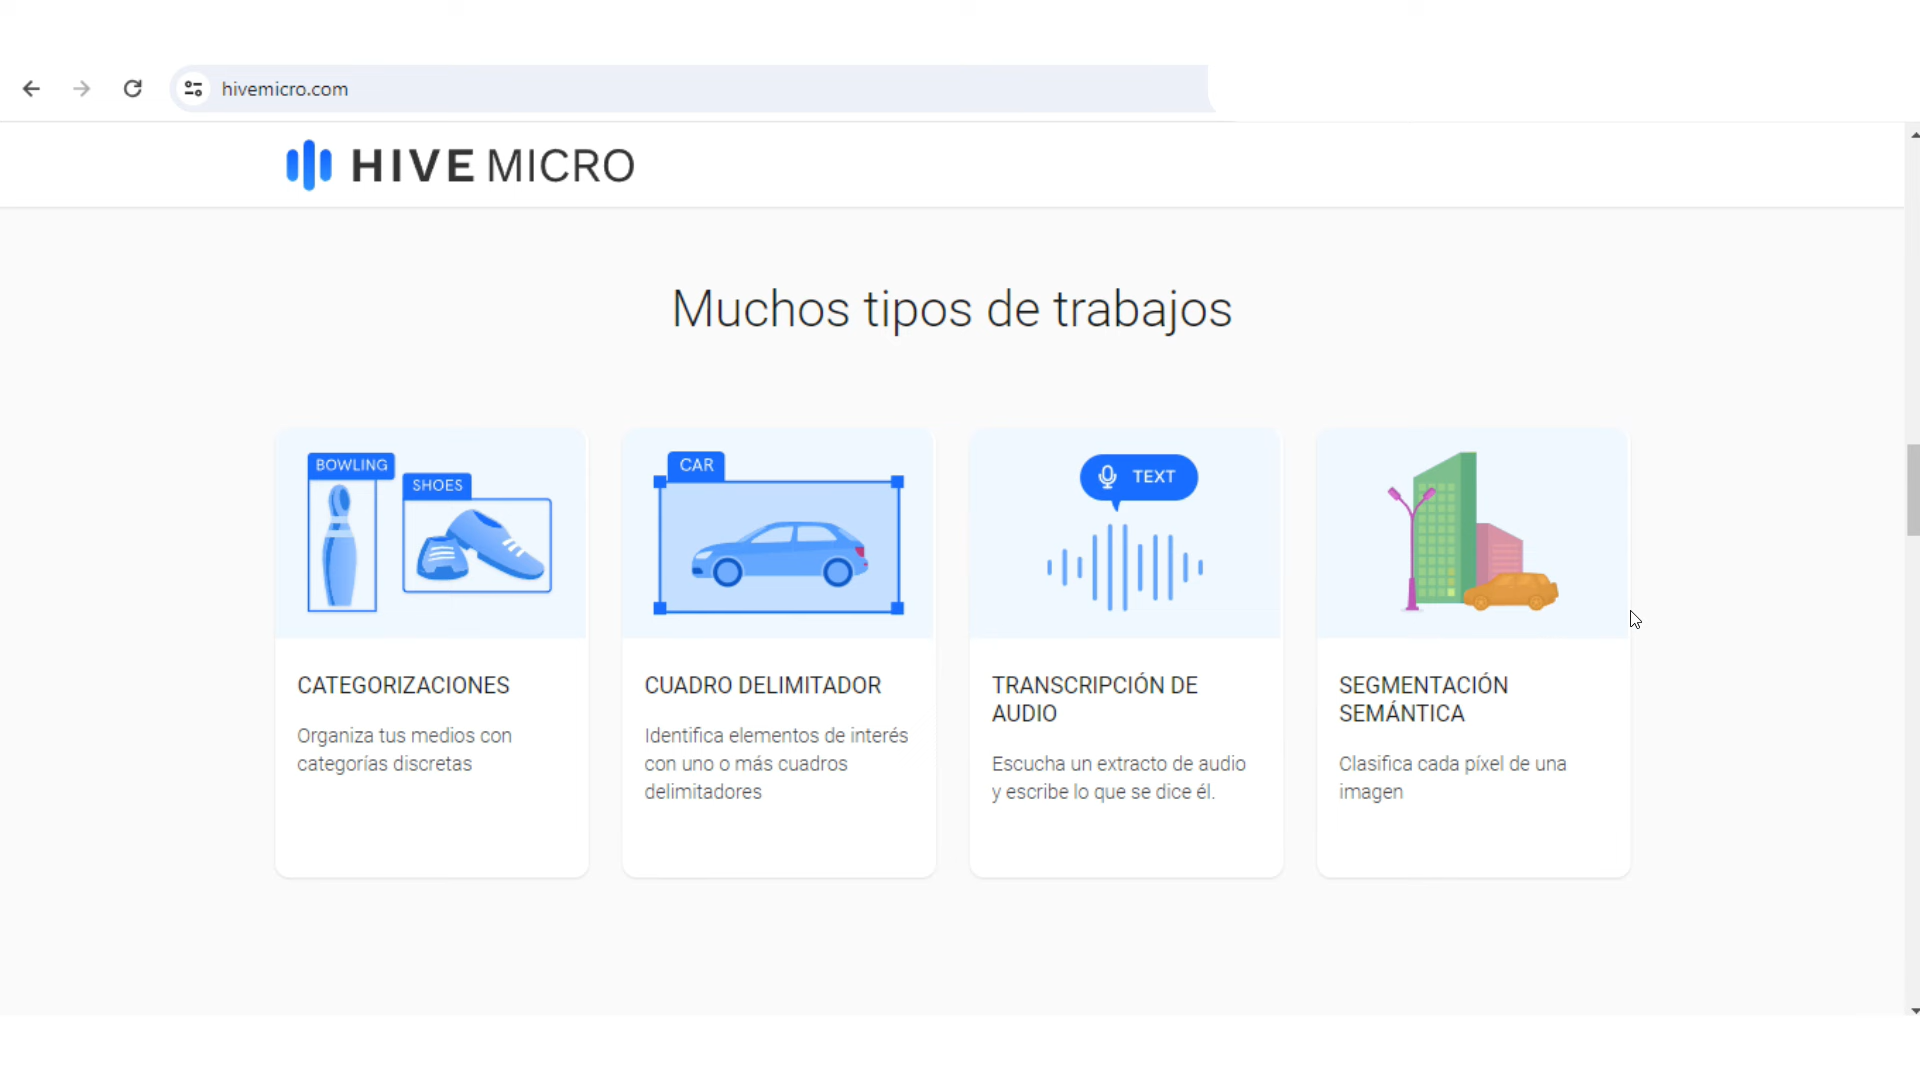 hivemicro.com
HIVE MICRO
Muchos tipos de trabajos
BOWLING
SHOES
CAR
TEXT
CATEGORIZACIONES
Organiza tus medios con
categorías discretas
CUADRO DELIMITADOR
Identifica elementos de interés
con uno o más cuadros
delimitadores
TRANSCRIPCIÓN DE
AUDIO
Escucha un extracto de audio
y escribe lo que se dice él.
SEGMENTACIÓN
SEMÁNTICA
Clasifica cada píxel de una
imagen